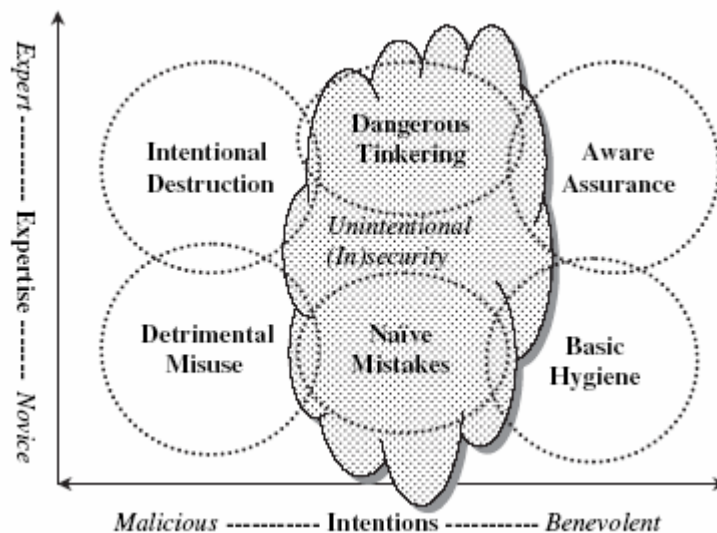 Expert
Dangerous
Tinkering
Intentional
Destruction
Aware
Assurance
Unintentional
(In)security
Expertise
Detrimental
Misuse
Naïve
Mistakes
Basic
Hygiene
Novice
Malicious ----------- Intentions ----------- Benevolent